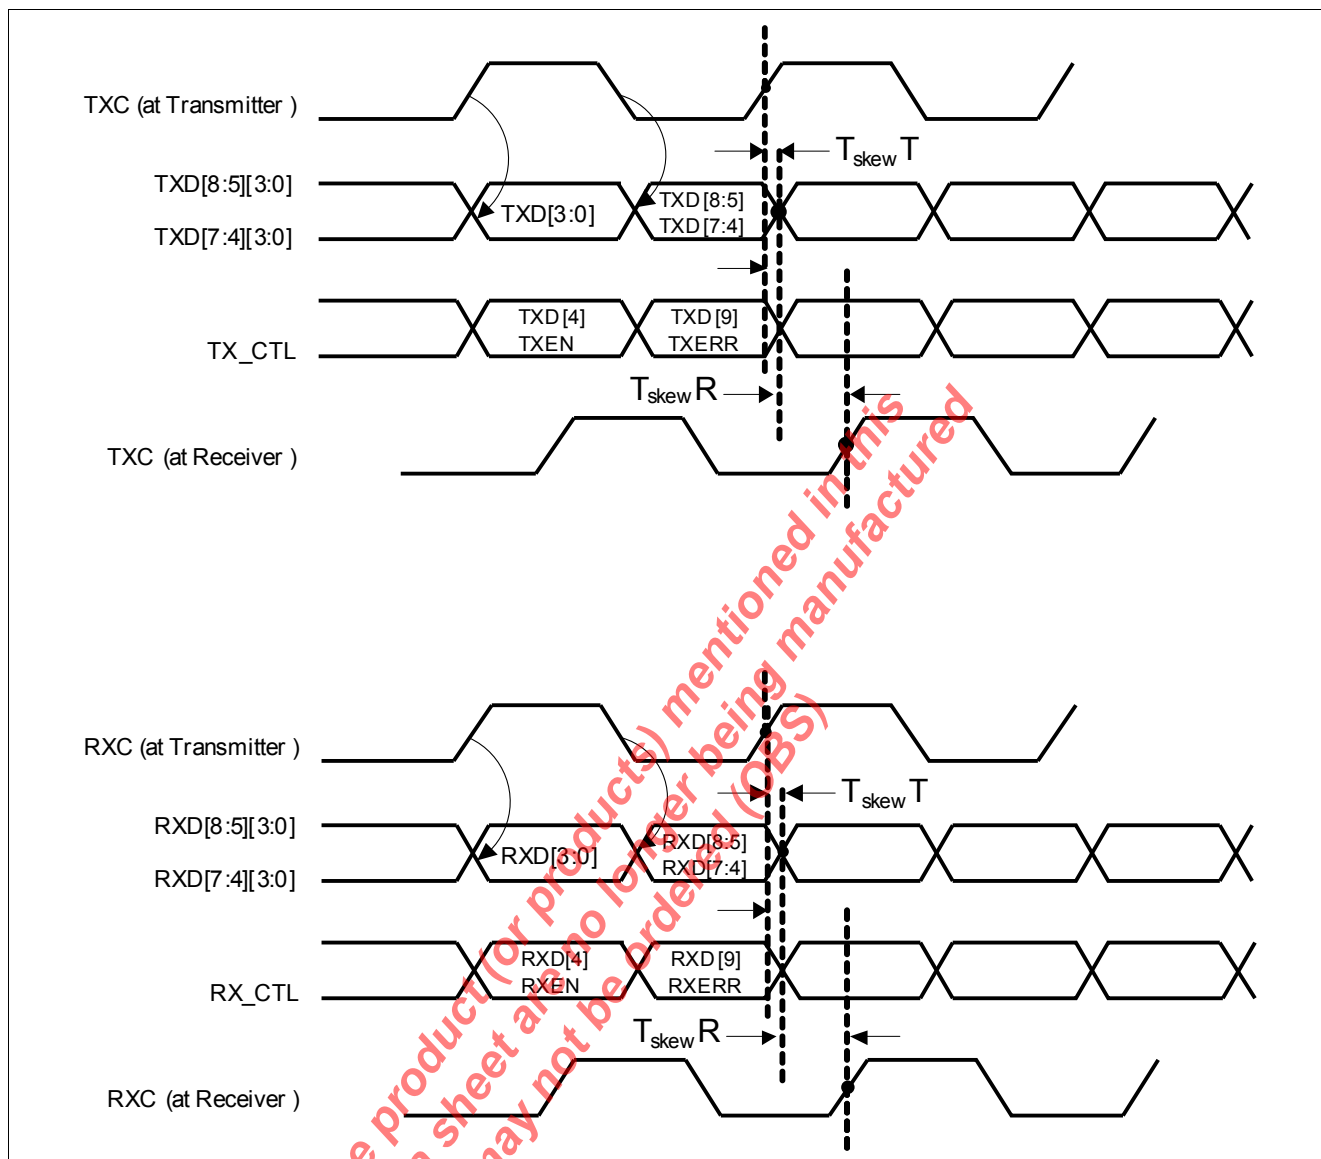 TXC (at Transmitter )
TskewT
TXD[8:5][3:0]
TXD[3:0]
TXD[8:5]
TXD[7:4]
TXD[7:4][3:0]
TXD[4]
TXEN
TXD[9]
TXERR
TX_CTL
TskewR
TXC (at Receiver )
RXC (at Transmitter )
TskewT
RXD[8:5][3:0]
RXD[3:0]
RXD[8:5]
RXD[7:4]
RXD[7:4][3:0]
RXD[4]
RXEN
RXD[9]
RXERR
RX_CTL
TskewR
RXC (at Receiver )
product (or products) mentioned in this
sheet are no longer being manufactured
may not be ordered (OBS)